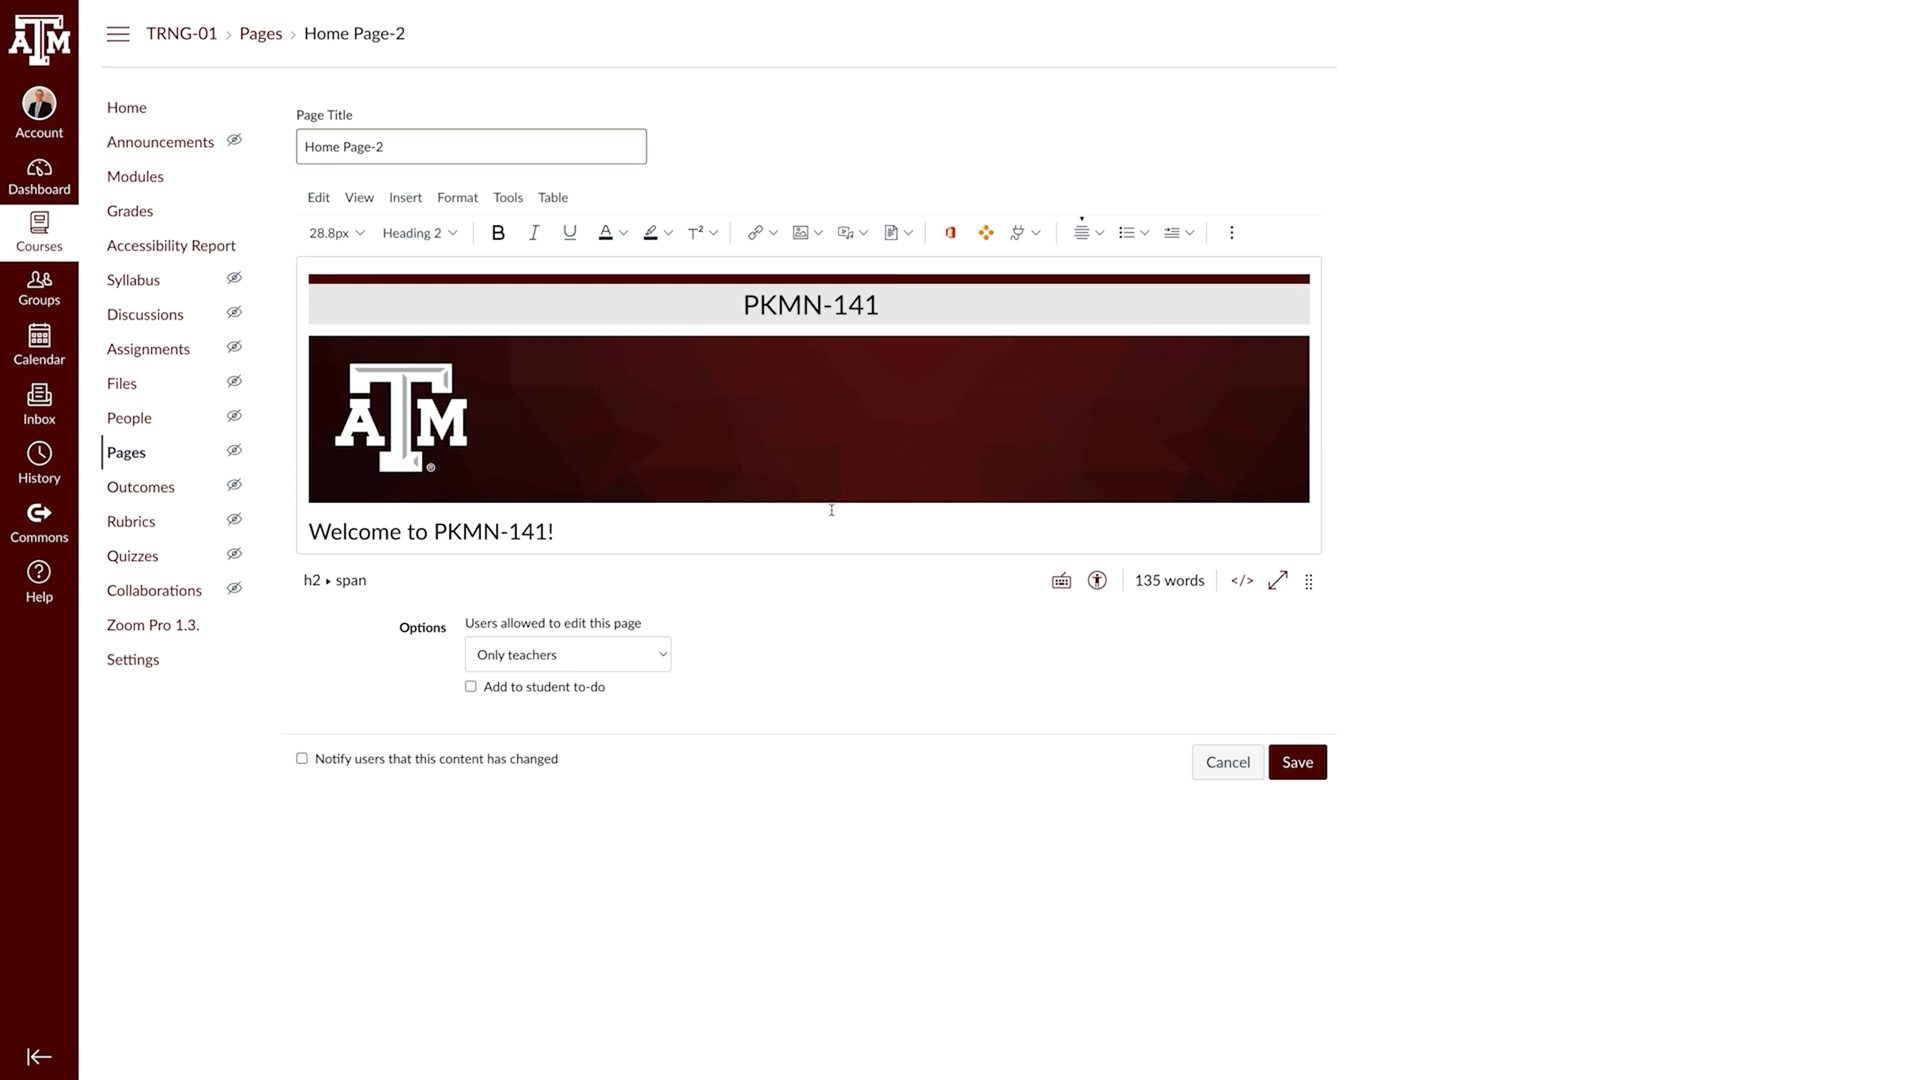 ATM
TRNG-01 › Pages › Home Page-2
Account
Dashboard
Courses
Groups
Calendar
Inbox
History
Commons
Help
Home
Announcements
Modules
Grades
Accessibility Report
Syllabus
Discussions
Assignments
Files
People
Pages
Outcomes
Rubrics
Quizzes
Collaborations
Zoom Pro 1.3.
Settings
Page Title
Home Page-2
Edit View Insert Format Tools Table
28.8px Heading 2 B I U A T²
PKMN-141
ATM®
Welcome to PKMN-141!
h2 ▸ span
135 words </>
Options
Users allowed to edit this page
Only teachers
Add to student to-do
Notify users that this content has changed
Cancel Save